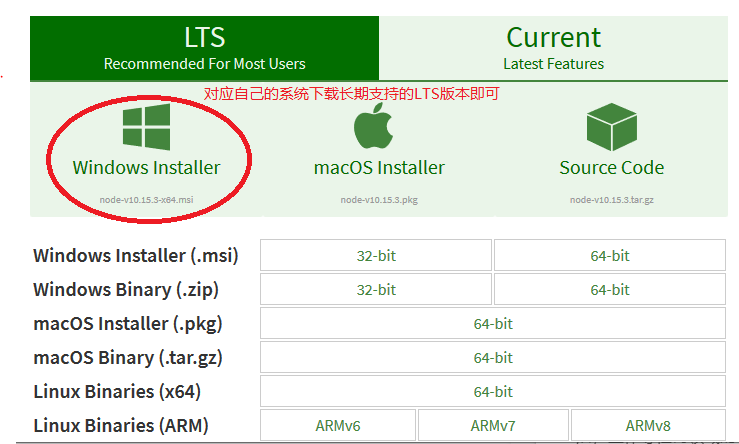 LTS
Recommended For Most Users
Current
Latest Features
对应自己的系统下载长期支持的LTS版本即可
Windows Installer
macOS Installer
Source Code
node-v10.15.3-x64.msi
node-v10.15.3.pkg
node-v10.15.3.tar.gz
Windows Installer (.msi) 32-bit 64-bit
Windows Binary (.zip) 32-bit 64-bit
macOS Installer (.pkg) 64-bit
macOS Binary (.tar.gz) 64-bit
Linux Binaries (x64) 64-bit
Linux Binaries (ARM) ARMv6 ARMv7 ARMv8